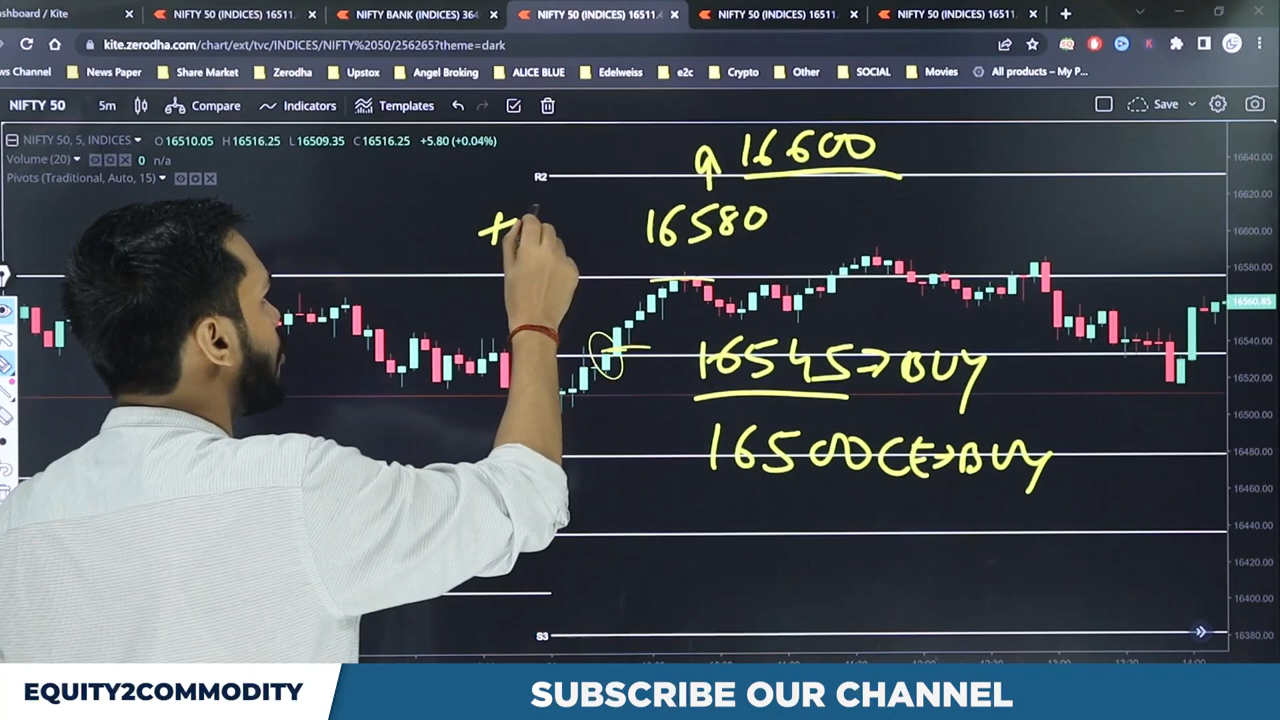 ashboard / Kite
NIFTY 50 (INDICES) 16511.
NIFTY BANK (INDICES) 364
NIFTY 50 (INDICES) 16511.
NIFTY 50 (INDICES) 16511.
NIFTY 50 (INDICES) 16511.
kite.zerodha.com/chart/ext/tvc/INDICES/NIFTY%2050/256265?theme=dark
ws Channel News Paper Share Market Zerodha Upstox Angel Broking ALICE BLUE Edelweiss e2c Crypto Other SOCIAL Movies All products – My P...
NIFTY 50 5m Compare Indicators Templates Save
NIFTY 50, 5, INDICES O16510.05 H16516.25 L16509.35 C16516.25 +5.80 (+0.04%)
Volume (20) 0 n/a
Pivots (Traditional, Auto, 15)
16600
R2
16580
16545→BUY
16500CE→BUY
S3
16640.00
16620.00
16600.00
16580.00
16560.85
16540.00
16520.00
16500.00
16480.00
16460.00
16440.00
16420.00
16400.00
16380.00
EQUITY2COMMODITY
SUBSCRIBE OUR CHANNEL